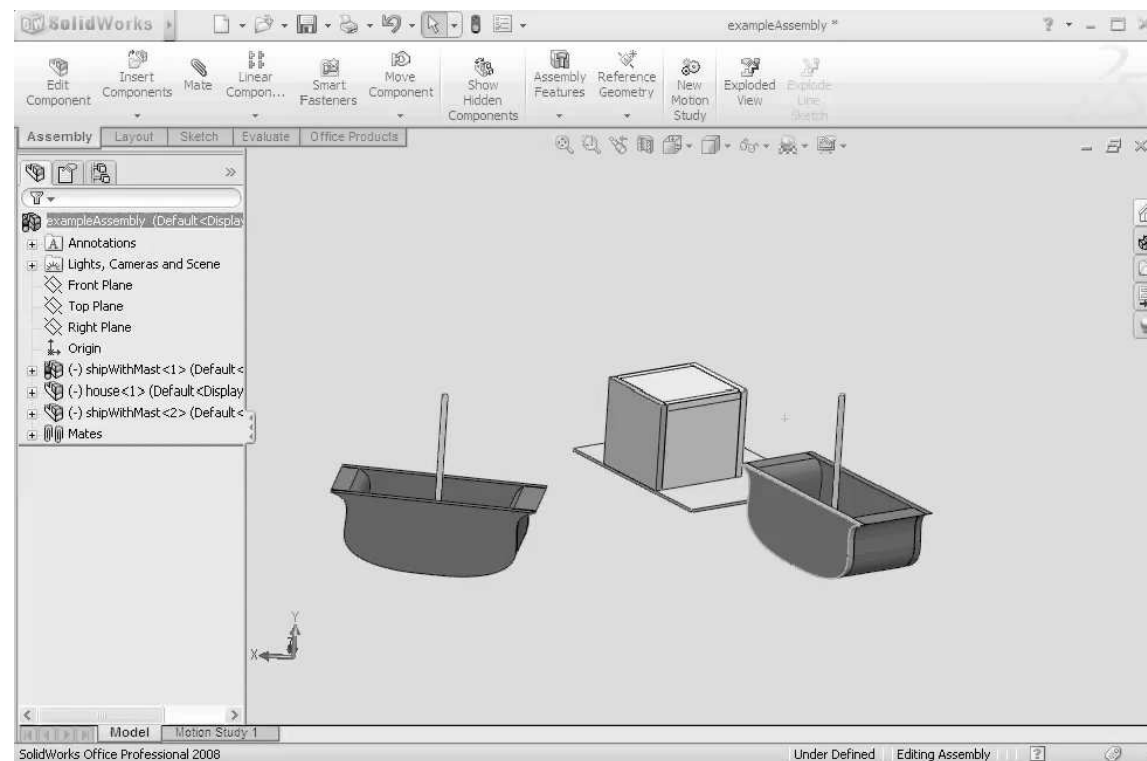 SolidWorks
exampleAssembly *
Edit Component
Insert Components
Mate
Linear Compon...
Smart Fasteners
Move Component
Show Hidden Components
Assembly Features
Reference Geometry
New Motion Study
Exploded View
Explode Line Sketch
Assembly Layout Sketch Evaluate Office Products
exampleAssembly (Default<Display
A Annotations
Lights, Cameras and Scene
Front Plane
Top Plane
Right Plane
Origin
(-) shipWithMast<1> (Default<
(-) house<1> (Default<Display
(-) shipWithMast<2> (Default<
Mates
Y
X
Model Motion Study 1
SolidWorks Office Professional 2008 Under Defined Editing Assembly